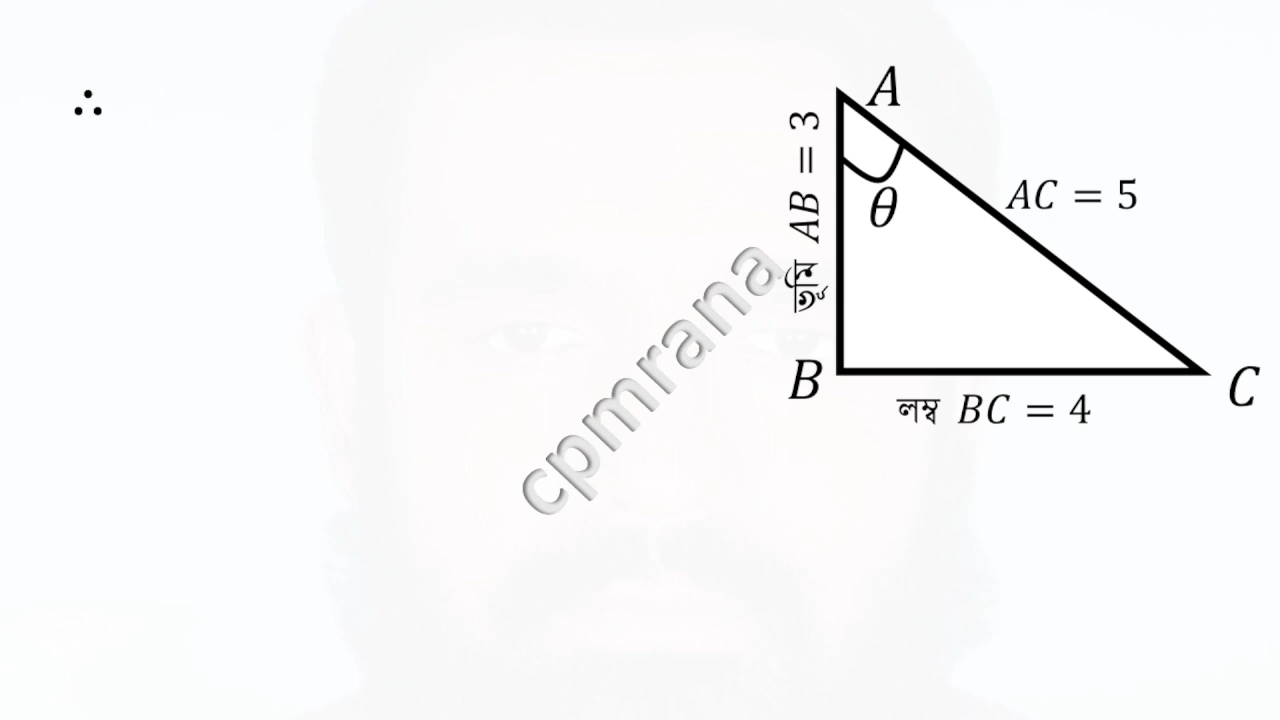 ∴
A
ভূমি AB = 3
θ
AC = 5
cpmrana
B
C
লম্ব BC = 4